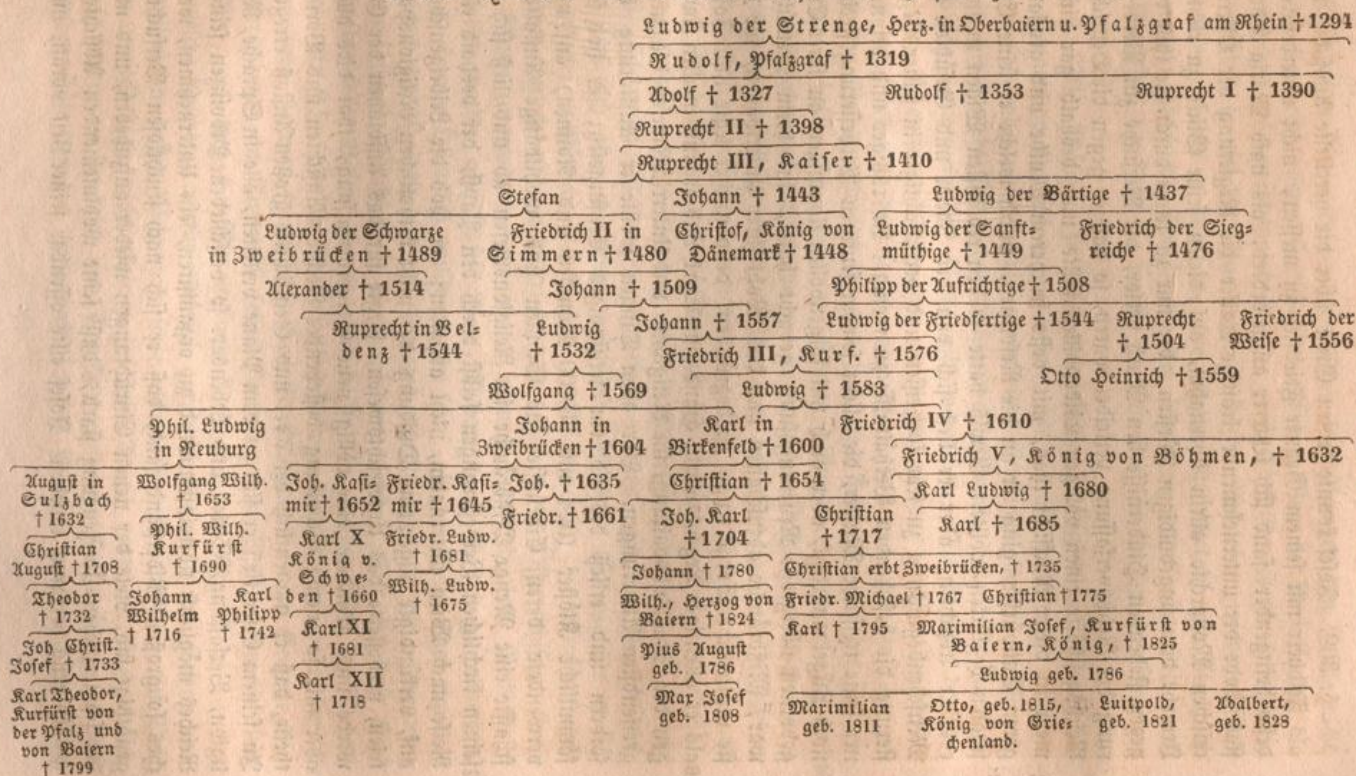 Ludwig der Strenge, Herz. in Oberbaiern u. Pfalzgraf am Rhein † 1294
Rudolf, Pfalzgraf † 1319
Adolf † 1327 Rudolf † 1353 Ruprecht I † 1390
Ruprecht II † 1398
Ruprecht III, Kaiser † 1410
Stefan Johann † 1443 Ludwig der Bärtige † 1437
Ludwig der Schwarze
in Zweibrücken † 1489
Friedrich II in
Simmern † 1480
Christof, König von
Dänemark † 1448
Ludwig der Sanft-
müthige † 1449
Friedrich der Sieg-
reiche † 1476
Alexander † 1514 Johann † 1509 Philipp der Aufrichtige † 1508
Ruprecht in Vel-
denz † 1544
Ludwig
† 1532
Johann † 1557
Ludwig der Friedfertige † 1544
Ruprecht
† 1504
Friedrich der
Weise † 1556
Friedrich III, Kurf. † 1576
Otto Heinrich † 1559
Wolfgang † 1569 Ludwig † 1583
Phil. Ludwig
in Neuburg
Johann in
Zweibrücken † 1604
Karl in
Birkenfeld † 1600
Friedrich IV † 1610
Friedrich V, König von Böhmen, † 1632
August in
Sulzbach
† 1632
Wolfgang Wilh.
† 1653
Joh. Kasi-
mir † 1652
Friedr. Kasi-
mir † 1645
Joh. † 1635
Christian † 1654
Karl Ludwig † 1680
Christian
August † 1708
Phil. Wilh.
Kurfürst
† 1690
Karl X
König v.
Schwe-
den † 1660
Friedr. Ludw.
† 1681
Friedr. † 1661
Joh. Karl
† 1704
Christian
† 1717
Karl † 1685
Theodor
† 1732
Johann
Wilhelm
† 1716
Karl
Philipp
† 1742
Karl XI
† 1681
Wilh. Ludw.
† 1675
Johann † 1780
Christian erbt Zweibrücken, † 1735
Joh Christ.
Josef † 1733
Karl XII
† 1718
Wilh., Herzog von
Baiern † 1824
Friedr. Michael † 1767 Christian † 1775
Karl Theodor,
Kurfürst von
der Pfalz und
von Baiern
† 1799
Pius August
geb. 1786
Karl † 1795
Maximilian Josef, Kurfürst von
Baiern, König, † 1825
Max Josef
geb. 1808
Ludwig geb. 1786
Maximilian
geb. 1811
Otto, geb. 1815,
König von Grie-
chenland.
Luitpold,
geb. 1821
Adalbert,
geb. 1828